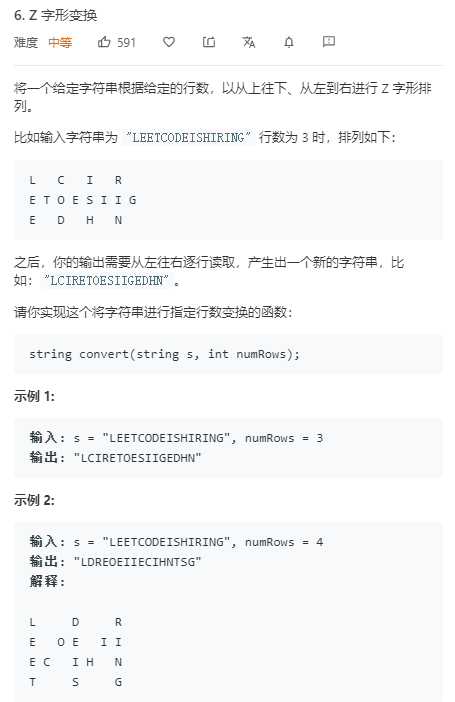 6. Z 字形变换
难度 中等 591
将一个给定字符串根据给定的行数，以从上往下、从左到右进行 Z 字形排
列。
比如输入字符串为 "LEETCODEISHIRING" 行数为 3 时，排列如下：
L C I R
E T O E S I I G
E D H N
之后，你的输出需要从左往右逐行读取，产生出一个新的字符串，比
如："LCIRETOESIIGEDHN"。
请你实现这个将字符串进行指定行数变换的函数：
string convert(string s, int numRows);
示例 1:
输入: s = "LEETCODEISHIRING", numRows = 3
输出: "LCIRETOESIIGEDHN"
示例 2:
输入: s = "LEETCODEISHIRING", numRows = 4
输出: "LDREOEIIECIHNTSG"
解释:
L D R
E O E I I
E C I H N
T S G